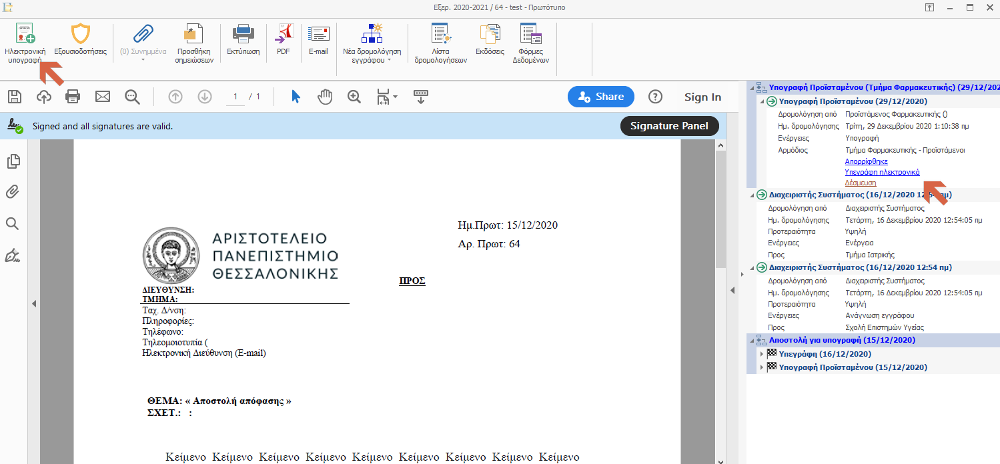 Εξερ. 2020-2021 / 64 - test - Πρωτότυπο
Ηλεκτρονική υπογραφή
Εξουσιοδοτήσεις
(0) Συνημμένα
Προσθήκη σημειώσεων
Εκτύπωση
PDF
E-mail
Νέα δρομολόγηση εγγράφου
Λίστα δρομολογήσεων
Εκδόσεις
Φόρμες Δεδομένων
1 / 1
Share
Sign In
Signed and all signatures are valid.
Signature Panel
Ημ.Πρωτ: 15/12/2020
Αρ. Πρωτ: 64
ΑΡΙΣΤΟΤΕΛΕΙΟ
ΠΑΝΕΠΙΣΤΗΜΙΟ
ΘΕΣΣΑΛΟΝΙΚΗΣ
ΠΡΟΣ
ΔΙΕΥΘΥΝΣΗ:
ΤΜΗΜΑ:
Ταχ. Δ/νση:
Πληροφορίες:
Τηλέφωνο:
Τηλεομοιοτυπία (
Ηλεκτρονική Διεύθυνση (E-mail)
ΘΕΜΑ: « Αποστολή απόφασης »
ΣΧΕΤ.: :
Κείμενο Κείμενο Κείμενο Κείμενο Κείμενο Κείμενο Κείμενο Κείμενο Κείμενο
Υπογραφή Προϊσταμένου (Τμήμα Φαρμακευτικής) (29/12/202
Υπογραφή Προϊσταμένου (29/12/2020)
Δρομολόγηση από Προϊστάμενος Φαρμακευτικής ()
Ημ. δρομολόγησης Τρίτη, 29 Δεκεμβρίου 2020 1:10:38 πμ
Ενέργειες Υπογραφή
Αρμόδιος Τμήμα Φαρμακευτικής - Προϊστάμενοι
Απορρίφθηκε
Υπεγράφη ηλεκτρονικά
Δέσμευση
Διαχειριστής Συστήματος (16/12/2020 12:54 πμ)
Δρομολόγηση από Διαχειριστής Συστήματος
Ημ. δρομολόγησης Τετάρτη, 16 Δεκεμβρίου 2020 12:54:05 πμ
Προτεραιότητα Υψηλή
Ενέργειες Ενέργεια
Προς Τμήμα Ιατρικής
Διαχειριστής Συστήματος (16/12/2020 12:54 πμ)
Δρομολόγηση από Διαχειριστής Συστήματος
Ημ. δρομολόγησης Τετάρτη, 16 Δεκεμβρίου 2020 12:54:05 πμ
Προτεραιότητα Υψηλή
Ενέργειες Ανάγνωση εγγράφου
Προς Σχολή Επιστημών Υγείας
Αποστολή για υπογραφή (15/12/2020)
Υπεγράφη (16/12/2020)
Υπογραφή Προϊσταμένου (15/12/2020)